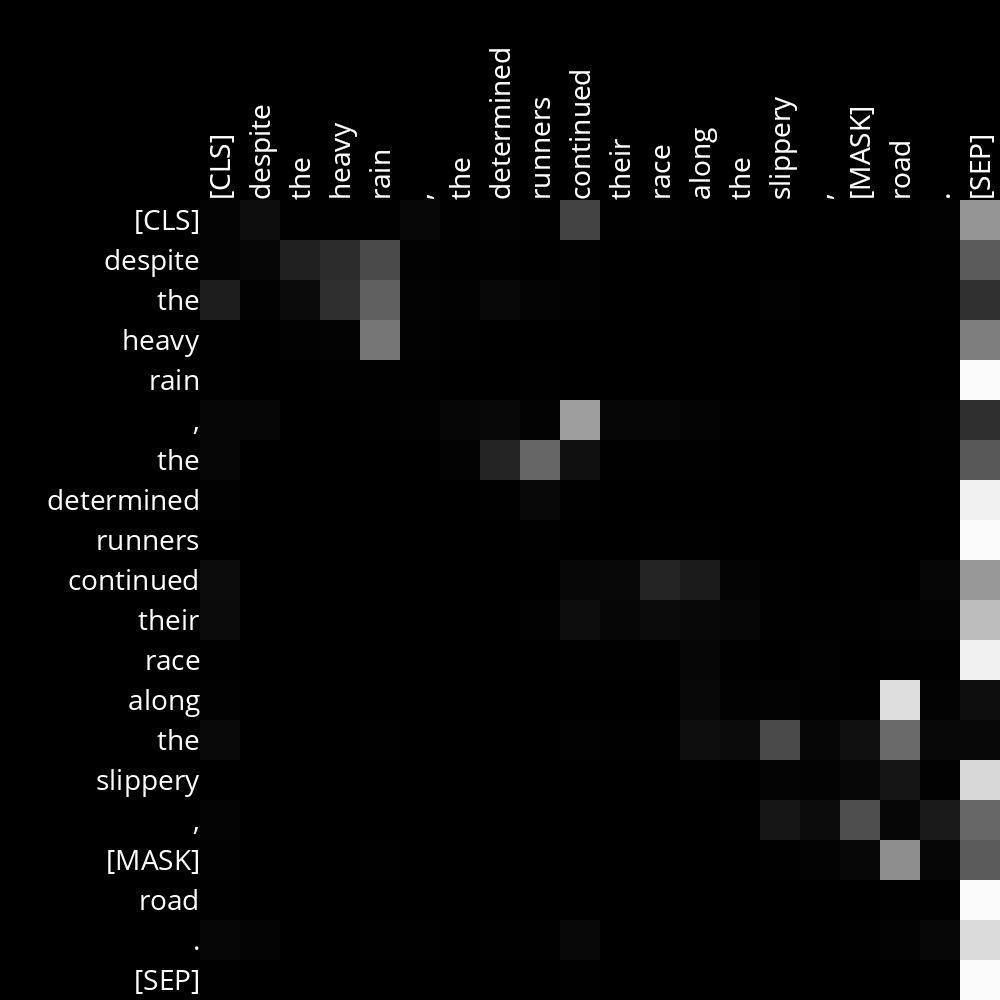 [CLS] despite the heavy rain , the determined runners continued their race along the slippery , [MASK] road . [SEP]
[CLS]
despite
the
heavy
rain
,
the
determined
runners
continued
their
race
along
the
slippery
,
[MASK]
road
.
[SEP]